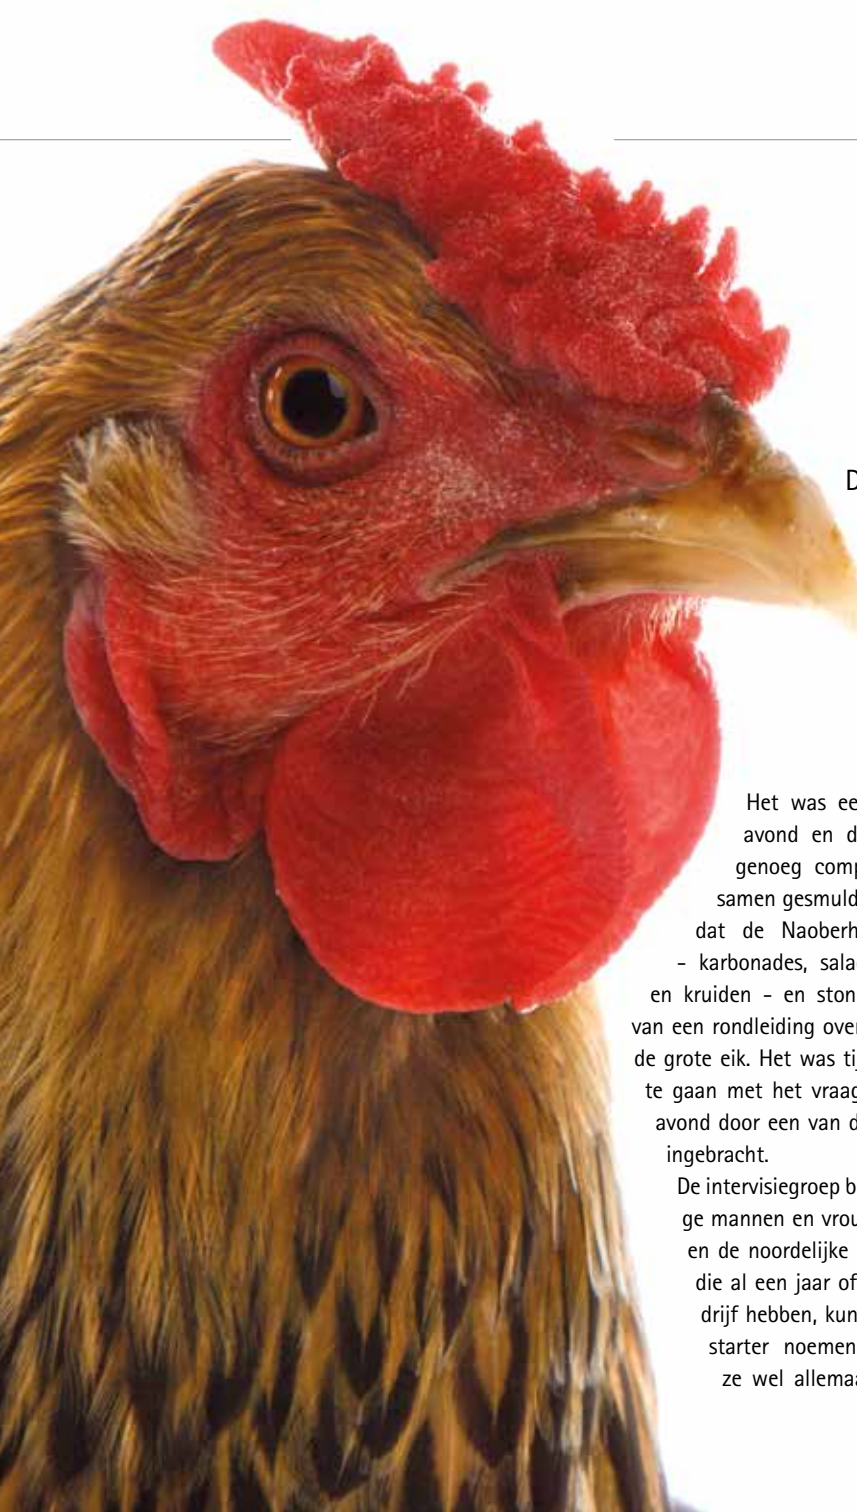 D
Het was ee
avond en d
genoeg comp
samen gesmuld
dat de Naoberh
- karbonades, sala
en kruiden - en ston
van een rondleiding over
de grote eik. Het was tij
te gaan met het vraag
avond door een van d
ingebracht.
De intervisiegroep b
ge mannen en vrou
en de noordelijke
die al een jaar of
drijf hebben, kun
starter noemen
ze wel allemaa